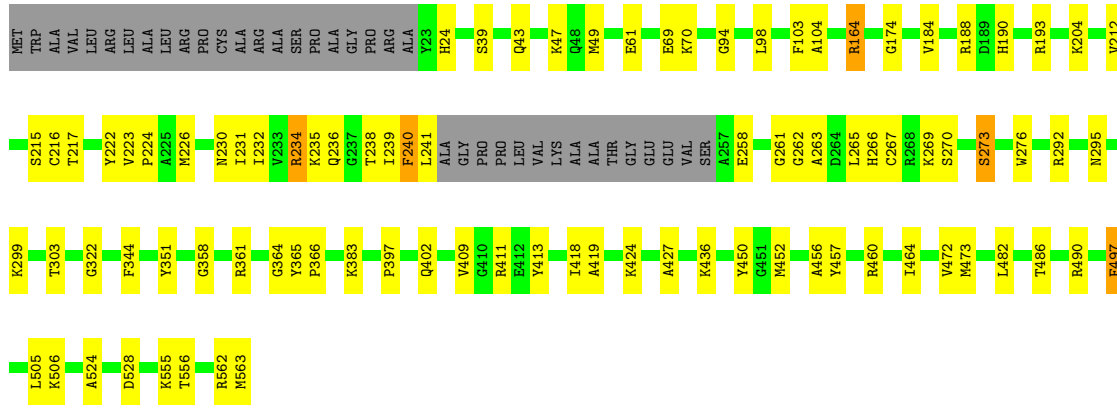 MET TRP ALA VAL LEU ARG LEU ALA ALA LEU ARG PRO CYS ALA ARG ALA SER PRO ALA GLY PRO ARG ALA Y23 H24 S39 Q43 K47 Q48 M49 E61 E69 K70 G94 L98 F103 A104 R164 G174 V184 R188 D189 H190 R193 K204 V212
S215 C216 T217 Y222 V223 P224 A225 M226 N230 I231 I232 V233 R234 K235 Q236 G237 T238 I239 F240 L241 ALA GLY PRO PRO LEU VAL LYS ALA ALA THR GLY GLU GLU VAL SER A257 E258 G261 G262 A263 D264 L265 H266 C267 R268 K269 S270 S273 W276 R292 N295
K299 T303 G322 F344 Y351 G358 R361 G364 Y365 P366 K383 P397 Q402 V409 G410 R411 E412 Y413 I418 A419 K424 A427 K436 Y450 G451 M452 A456 Y457 R460 I464 V472 M473 L482 T486 R490
L505 K506 A524 D528 K555 T556 R562 M563